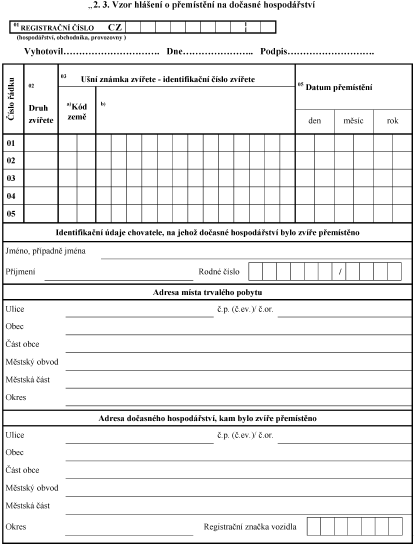 „2. 3. Vzor hlášení o přemístění na dočasné hospodářství
01 REGISTRAČNÍ ČÍSLO CZ
(hospodářství, obchodníka, provozovny )
Vyhotovil………………………. Dne………………… Podpis…………………….
Číslo řádku
02 Druh zvířete
03 Ušní známka zvířete - identifikační číslo zvířete
a) Kód země
b)
05 Datum přemístění
den měsíc rok
01
02
03
04
05
Identifikační údaje chovatele, na jehož dočasné hospodářství bylo zvíře přemístěno
Jméno, případně jména
Příjmení Rodné číslo /
Adresa místa trvalého pobytu
Ulice č.p. (č.ev.)/ č.or.
Obec
Část obce
Městský obvod
Městská část
Okres
Adresa dočasného hospodářství, kam bylo zvíře přemístěno
Ulice č.p. (č.ev.)/ č.or.
Obec
Část obce
Městský obvod
Městská část
Okres Registrační značka vozidla